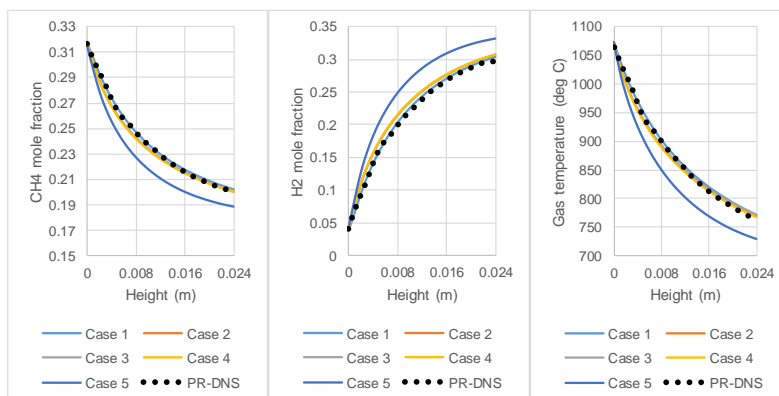 CH4 mole fraction
0.33
0.31
0.29
0.27
0.25
0.23
0.21
0.19
0.17
0.15
0 0.008 0.016 0.024
Height (m)
Case 1 Case 2
Case 3 Case 4
Case 5 PR-DNS
H2 mole fraction
0.4
0.35
0.3
0.25
0.2
0.15
0.1
0.05
0
0 0.008 0.016 0.024
Height (m)
Case 1 Case 2
Case 3 Case 4
Case 5 PR-DNS
Gas temperature (deg C)
1100
1050
1000
950
900
850
800
750
700
0 0.008 0.016 0.024
Height (m)
Case 1 Case 2
Case 3 Case 4
Case 5 PR-DNS